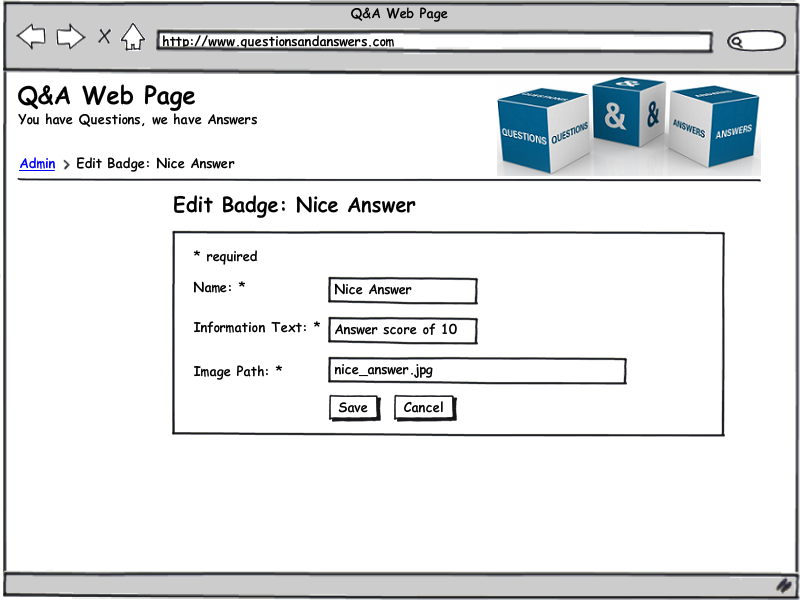 Q&A Web Page
http://www.questionsandanswers.com
Q&A Web Page
You have Questions, we have Answers
QUESTIONS QUESTIONS QUESTIONS
& & &
ANSWERS ANSWERS ANSWERS
Admin > Edit Badge: Nice Answer
Edit Badge: Nice Answer
* required
Name: * Nice Answer
Information Text: * Answer score of 10
Image Path: * nice_answer.jpg
Save Cancel